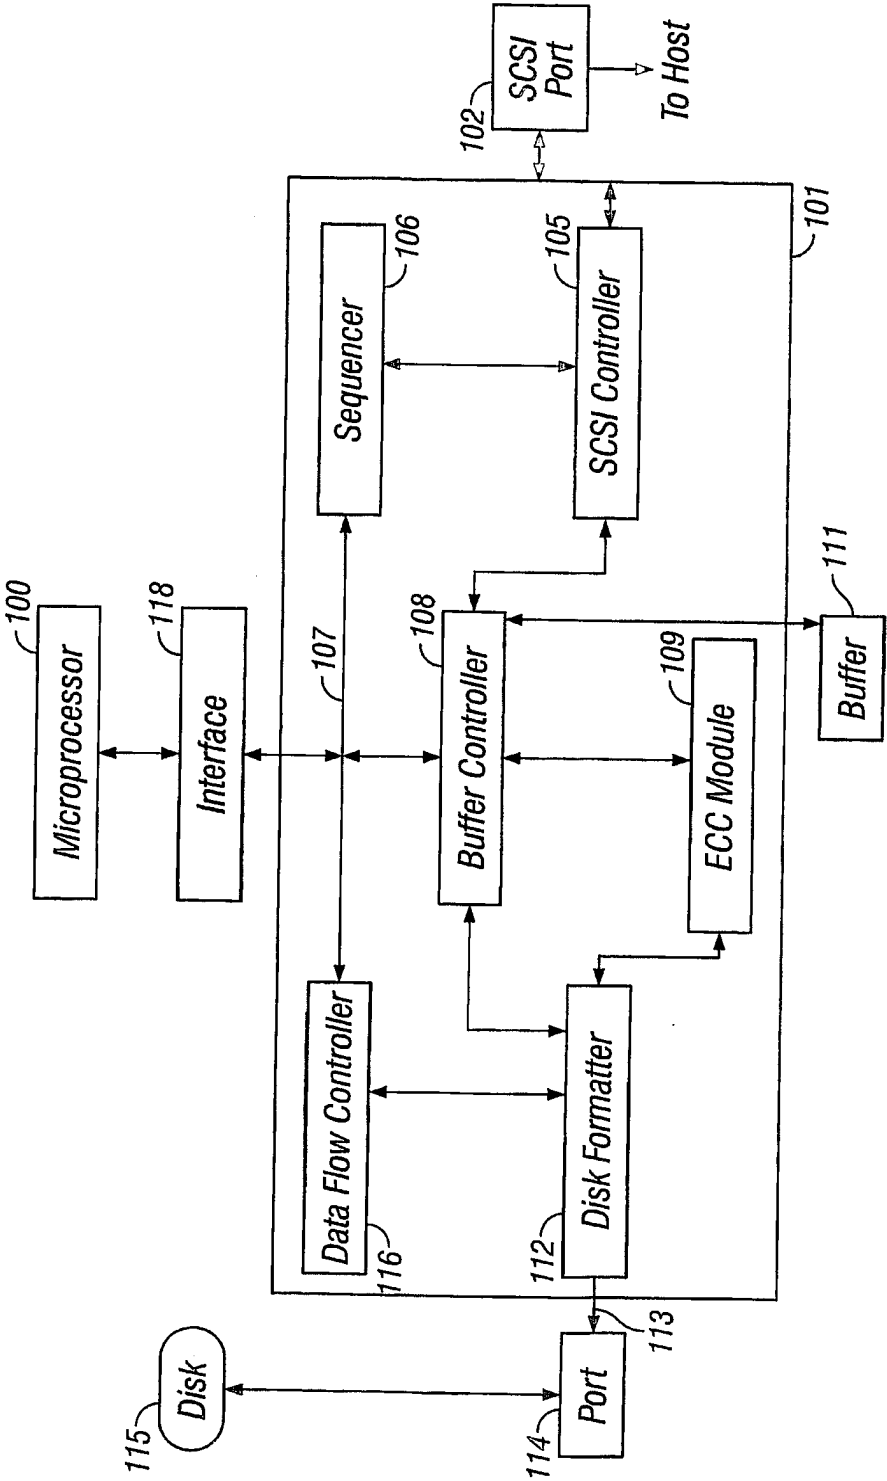 115
Disk
114
Port
113
100
Microprocessor
118
Interface
116
Data Flow Controller
107
106
Sequencer
108
Buffer Controller
112
Disk Formatter
105
SCSI Controller
109
ECC Module
101
102
SCSI
Port
To Host
111
Buffer